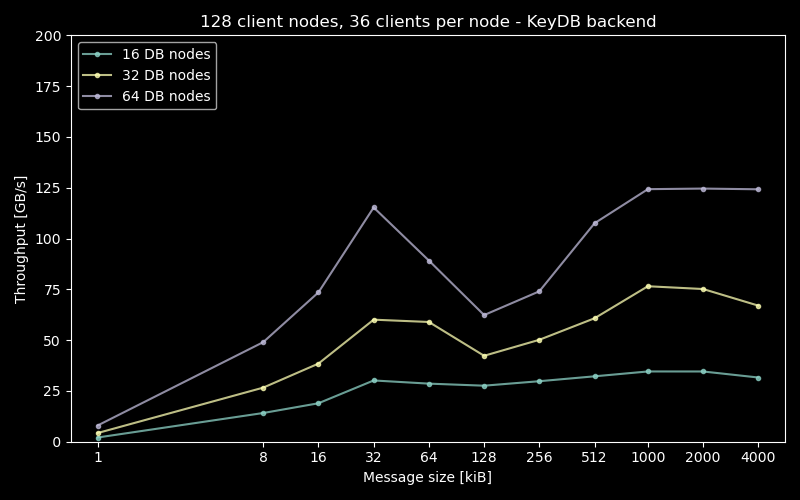 128 client nodes, 36 clients per node - KeyDB backend
16 DB nodes
32 DB nodes
64 DB nodes
Throughput [GB/s]
200
175
150
125
100
75
50
25
0
1 8 16 32 64 128 256 512 1000 2000 4000
Message size [kiB]